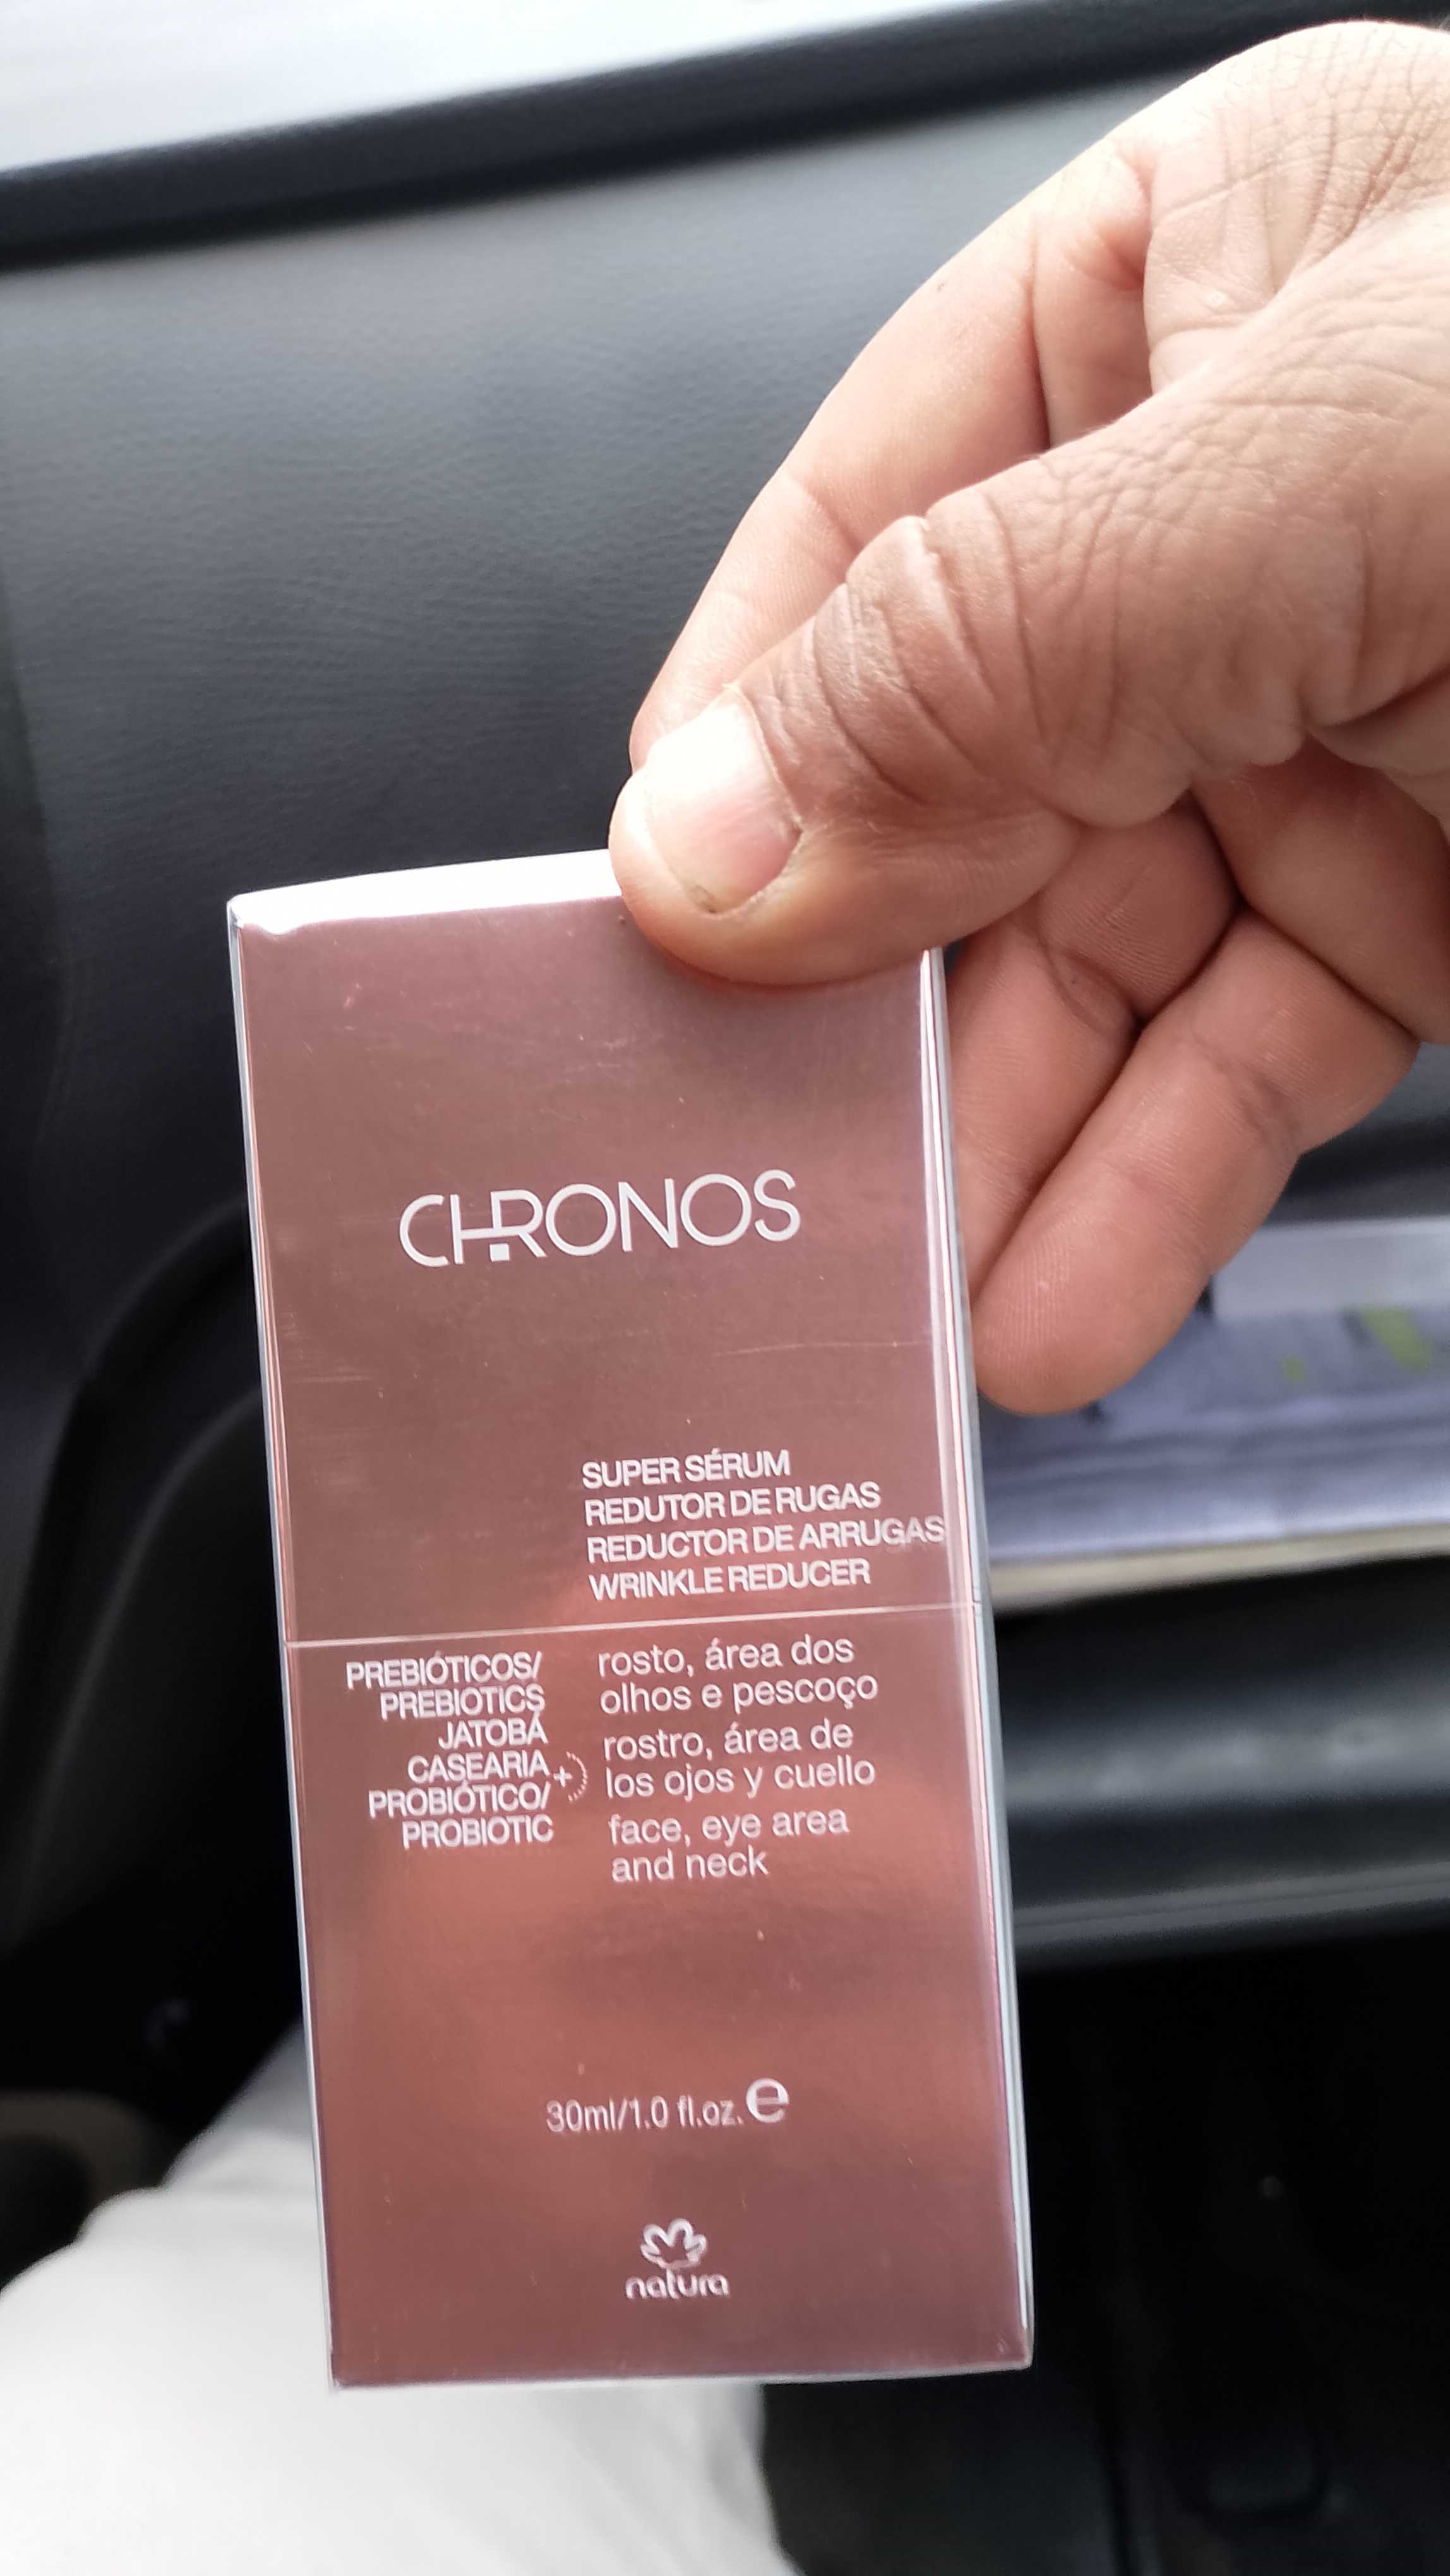 CHRONOS
SUPER SÉRUM
REDUTOR DE RUGAS
REDUCTOR DE ARRUGAS
WRINKLE REDUCER
PREBIÓTICOS/
PREBIOTICS
JATOBÁ
CASEARIA +
PROBIÓTICO/
PROBIOTIC
rosto, área dos
olhos e pescoço
rostro, área de
los ojos y cuello
face, eye area
and neck
30ml/1.0 fl.oz. e
natura